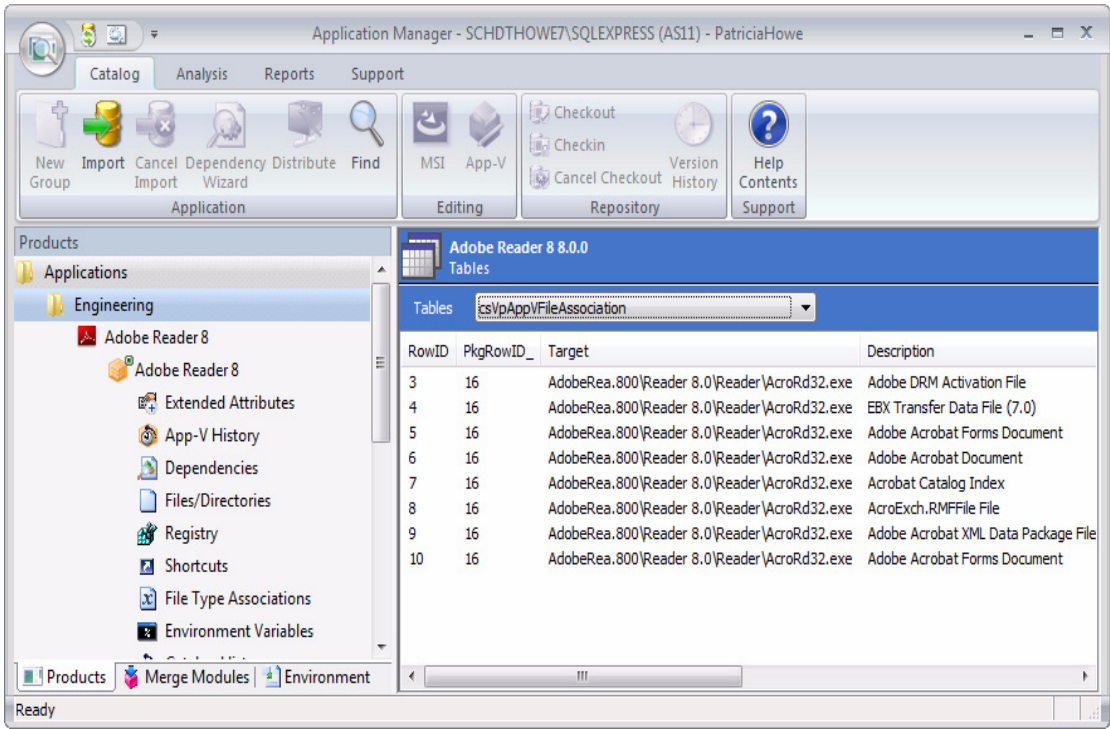 Application Manager - SCHDTHOWE7\SQLEXPRESS (AS11) - PatriciaHowe
Catalog Analysis Reports Support
New Group Import Cancel Import Dependency Wizard Distribute Find
MSI App-V
Checkout
Checkin
Cancel Checkout
Version History
Help Contents
Application Editing Repository Support
Products
Applications
Engineering
Adobe Reader 8
Adobe Reader 8
Extended Attributes
App-V History
Dependencies
Files/Directories
Registry
Shortcuts
File Type Associations
Environment Variables
Products Merge Modules Environment
Adobe Reader 8 8.0.0
Tables
Tables csVpAppVFileAssociation
RowID PkgRowID_ Target Description
3 16 AdobeRea.800\Reader 8.0\Reader\AcroRd32.exe Adobe DRM Activation File
4 16 AdobeRea.800\Reader 8.0\Reader\AcroRd32.exe EBX Transfer Data File (7.0)
5 16 AdobeRea.800\Reader 8.0\Reader\AcroRd32.exe Adobe Acrobat Forms Document
6 16 AdobeRea.800\Reader 8.0\Reader\AcroRd32.exe Adobe Acrobat Document
7 16 AdobeRea.800\Reader 8.0\Reader\AcroRd32.exe Acrobat Catalog Index
8 16 AdobeRea.800\Reader 8.0\Reader\AcroRd32.exe AcroExch.RMFFile File
9 16 AdobeRea.800\Reader 8.0\Reader\AcroRd32.exe Adobe Acrobat XML Data Package File
10 16 AdobeRea.800\Reader 8.0\Reader\AcroRd32.exe Adobe Acrobat Forms Document
Ready